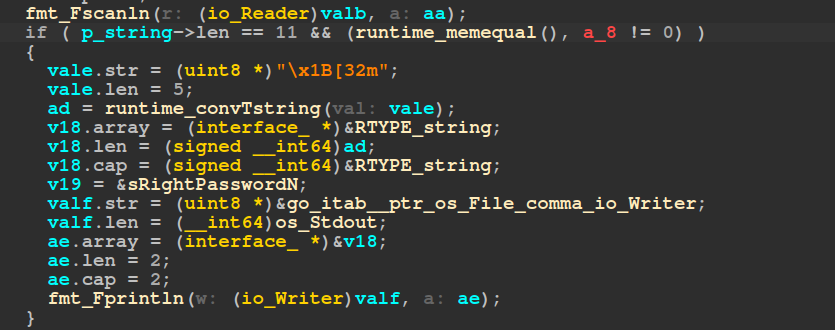 fmt_Fscanln(r: (io_Reader)valb, a: aa);
if ( p_string->len == 11 && (runtime_memequal(), a_8 != 0) )
{
vale.str = (uint8 *)"\x1B[32m";
vale.len = 5;
ad = runtime_convTstring(val: vale);
v18.array = (interface_ *)&RTYPE_string;
v18.len = (signed __int64)ad;
v18.cap = (signed __int64)&RTYPE_string;
v19 = &sRightPasswordN;
valf.str = (uint8 *)&go_itab__ptr_os_File_comma_io_Writer;
valf.len = (__int64)os_Stdout;
ae.array = (interface_ *)&v18;
ae.len = 2;
ae.cap = 2;
fmt_Fprintln(w: (io_Writer)valf, a: ae);
}